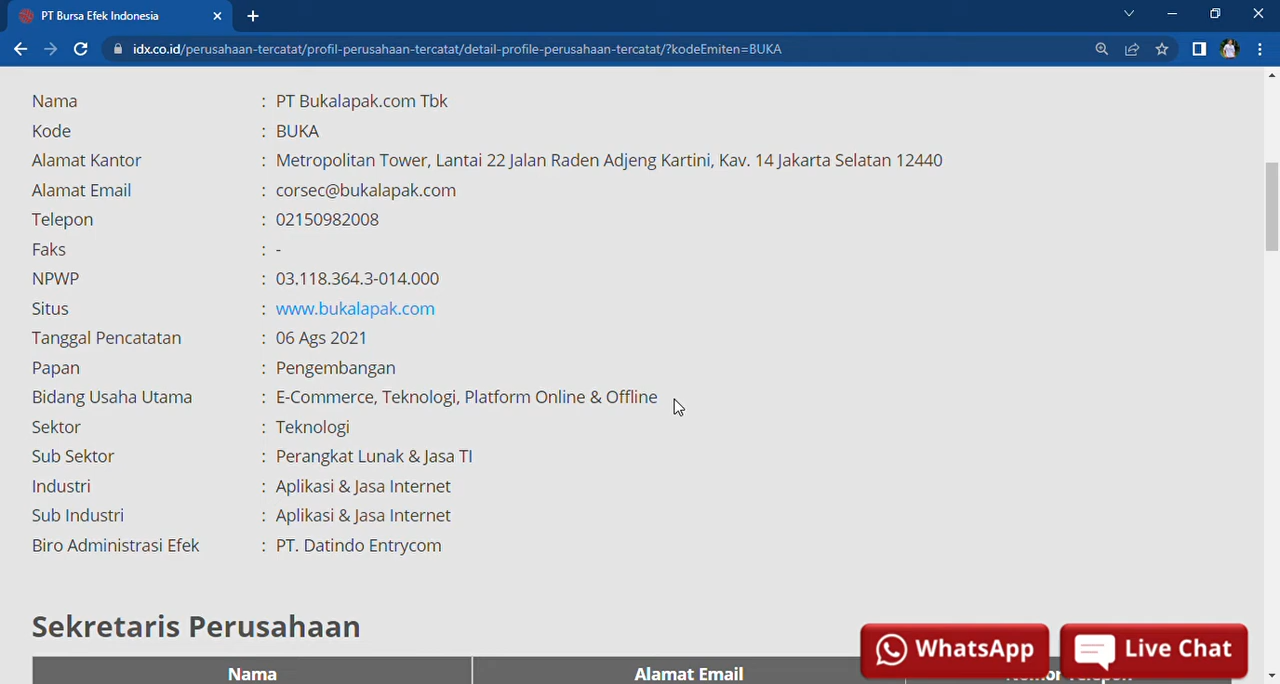 PT Bursa Efek Indonesia
idx.co.id/perusahaan-tercatat/profil-perusahaan-tercatat/detail-profile-perusahaan-tercatat/?kodeEmiten=BUKA
Nama : PT Bukalapak.com Tbk
Kode : BUKA
Alamat Kantor : Metropolitan Tower, Lantai 22 Jalan Raden Adjeng Kartini, Kav. 14 Jakarta Selatan 12440
Alamat Email : corsec@bukalapak.com
Telepon : 02150982008
Faks : -
NPWP : 03.118.364.3-014.000
Situs : www.bukalapak.com
Tanggal Pencatatan : 06 Ags 2021
Papan : Pengembangan
Bidang Usaha Utama : E-Commerce, Teknologi, Platform Online & Offline
Sektor : Teknologi
Sub Sektor : Perangkat Lunak & Jasa TI
Industri : Aplikasi & Jasa Internet
Sub Industri : Aplikasi & Jasa Internet
Biro Administrasi Efek : PT. Datindo Entrycom
Sekretaris Perusahaan
WhatsApp
Live Chat
Nama Alamat Email Nomor Telepon